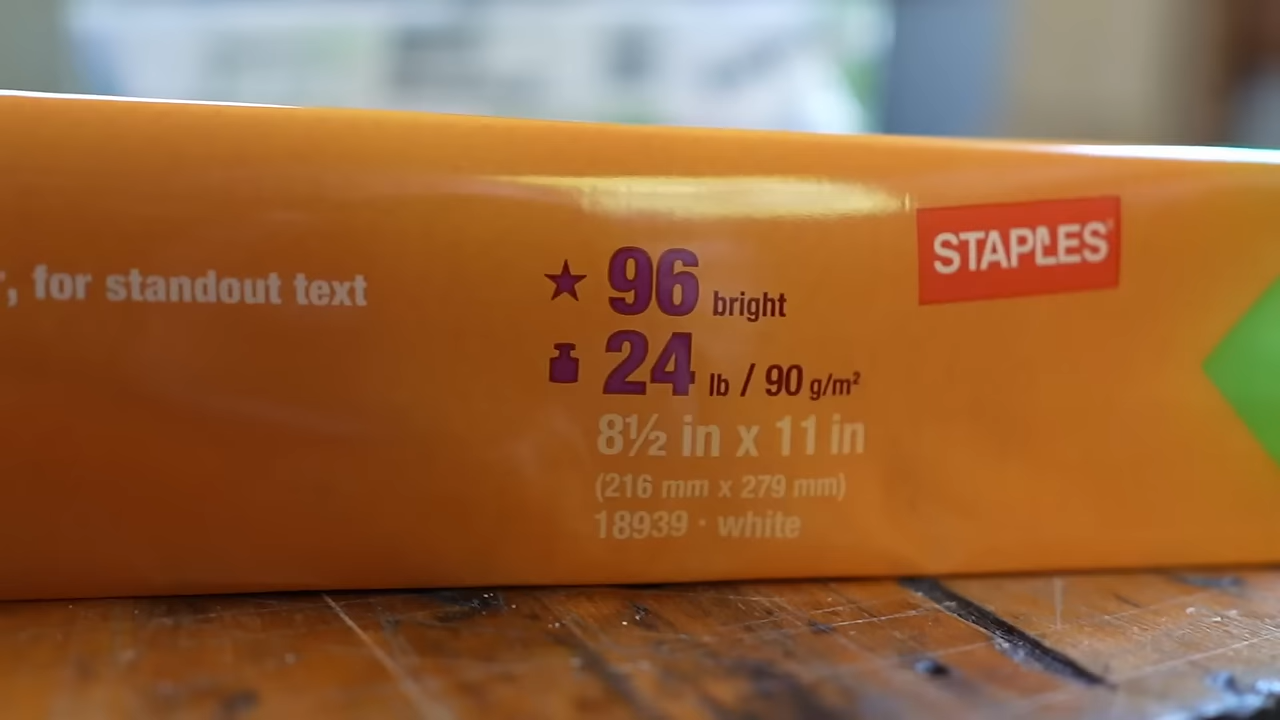 , for standout text
96 bright
24 lb / 90 g/m²
8½ in x 11 in
(216 mm x 279 mm)
18939 · white
STAPLES®